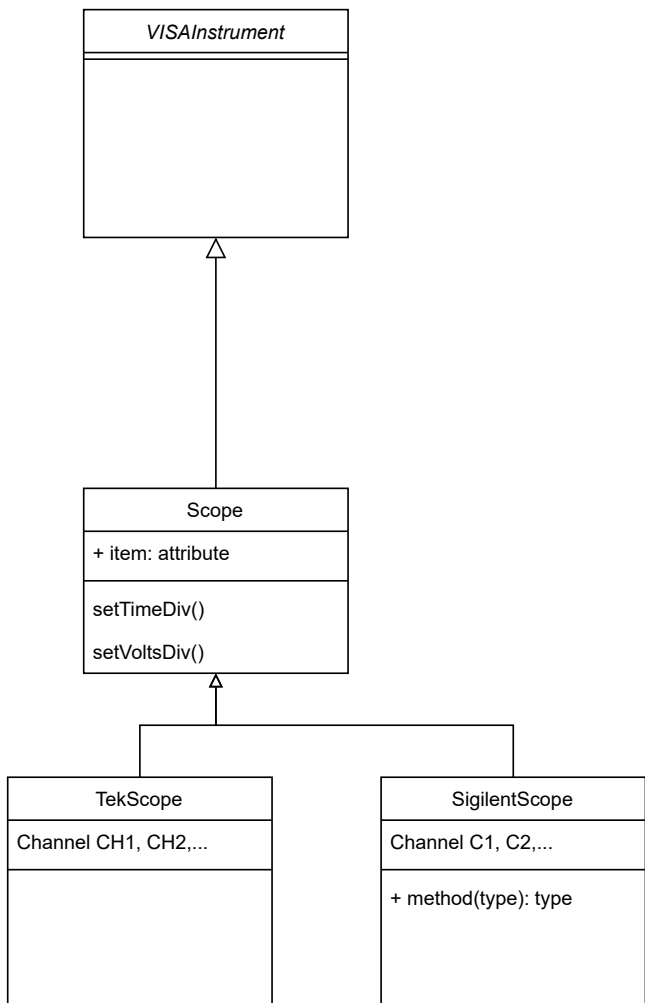 VISAInstrument
Scope
+ item: attribute
setTimeDiv()
setVoltsDiv()
TekScope
Channel CH1, CH2,...
SigilentScope
Channel C1, C2,...
+ method(type): type